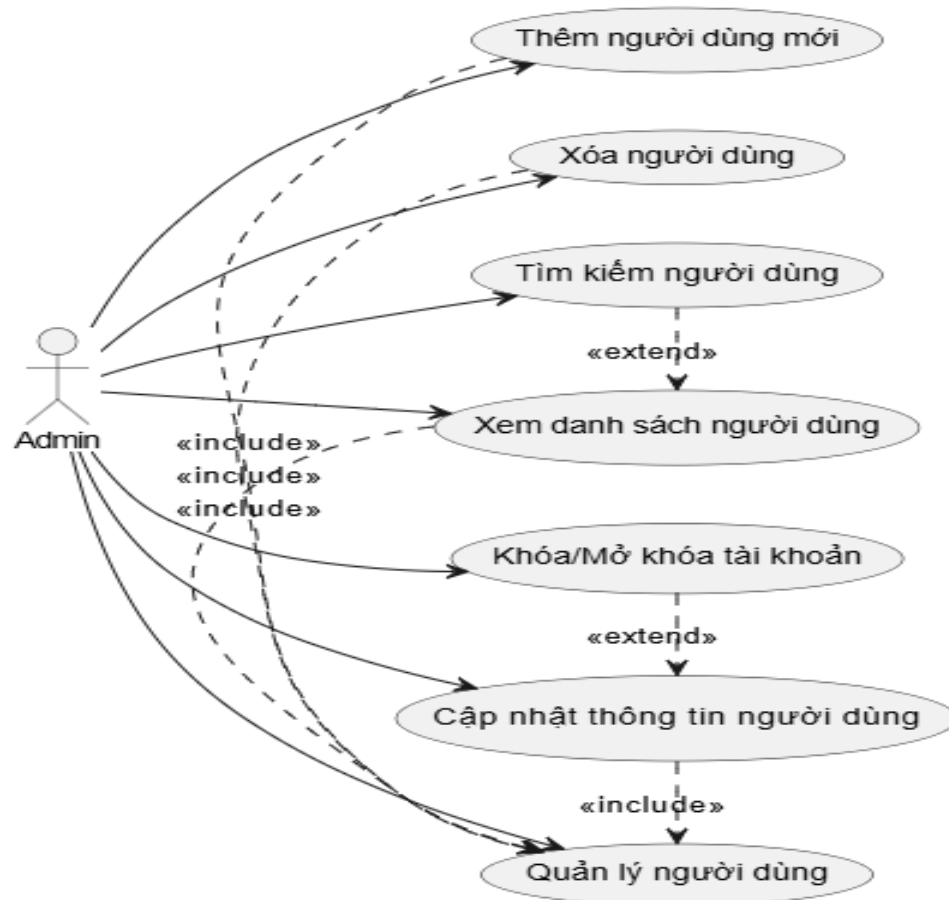 Thêm người dùng mới
Xóa người dùng
Tìm kiếm người dùng
«extend»
Xem danh sách người dùng
Admin
«include»
«include»
«include»
Khóa/Mở khóa tài khoản
«extend»
Cập nhật thông tin người dùng
«include»
Quản lý người dùng